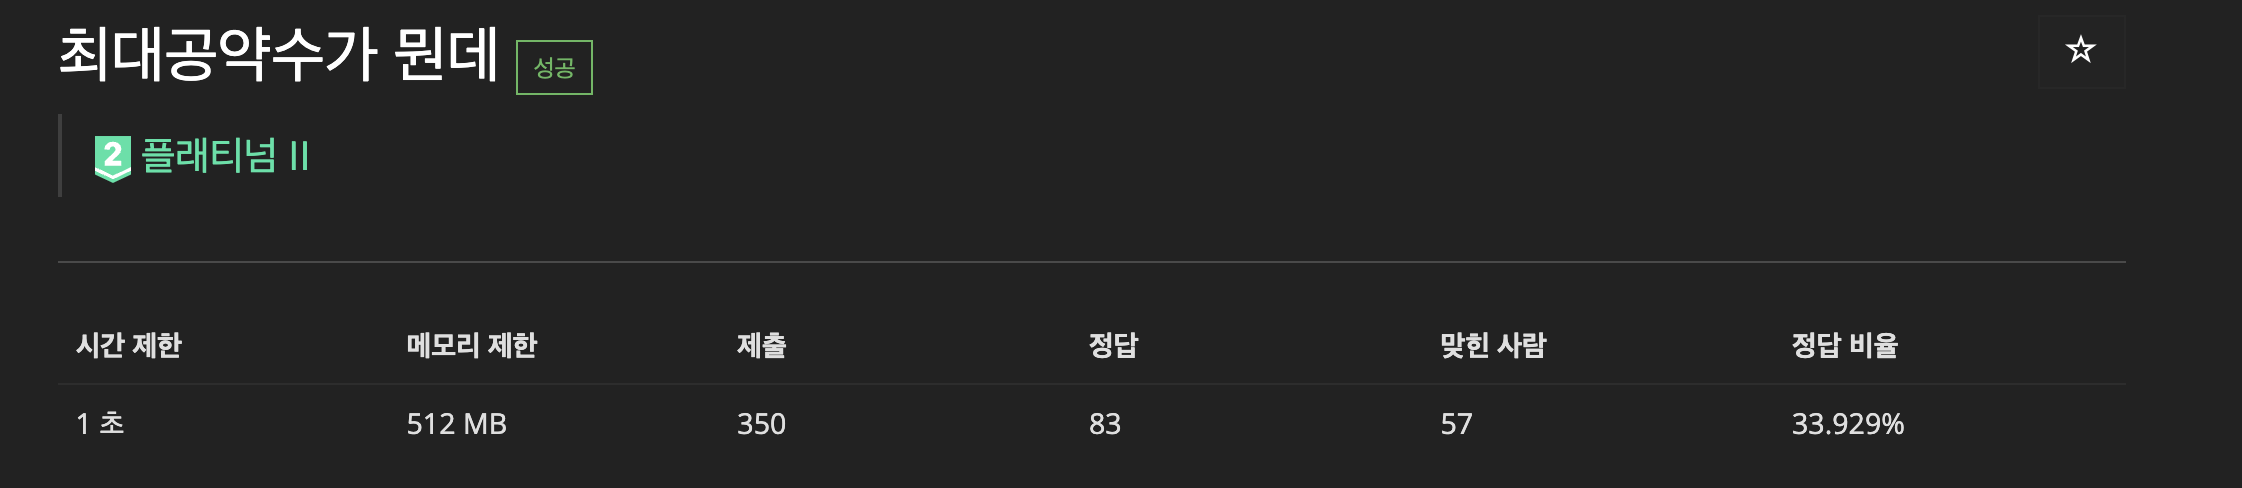 최대공약수가 뭔데 성공
☆
2 플래티넘 II
시간 제한 메모리 제한 제출 정답 맞힌 사람 정답 비율
1 초 512 MB 350 83 57 33.929%